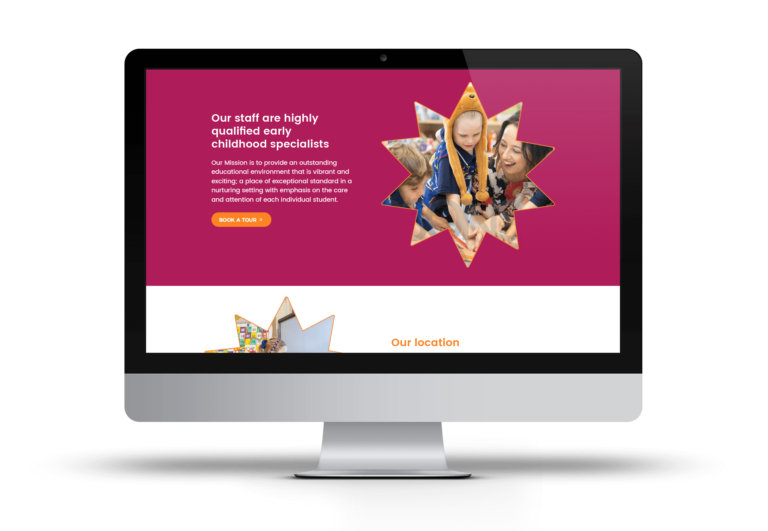 Our staff are highly
qualified early
childhood specialists
Our Mission is to provide an outstanding
educational environment that is vibrant and
exciting; a place of exceptional standard in a
nurturing setting with emphasis on the care
and attention of each individual student.
BOOK A TOUR >
Our location